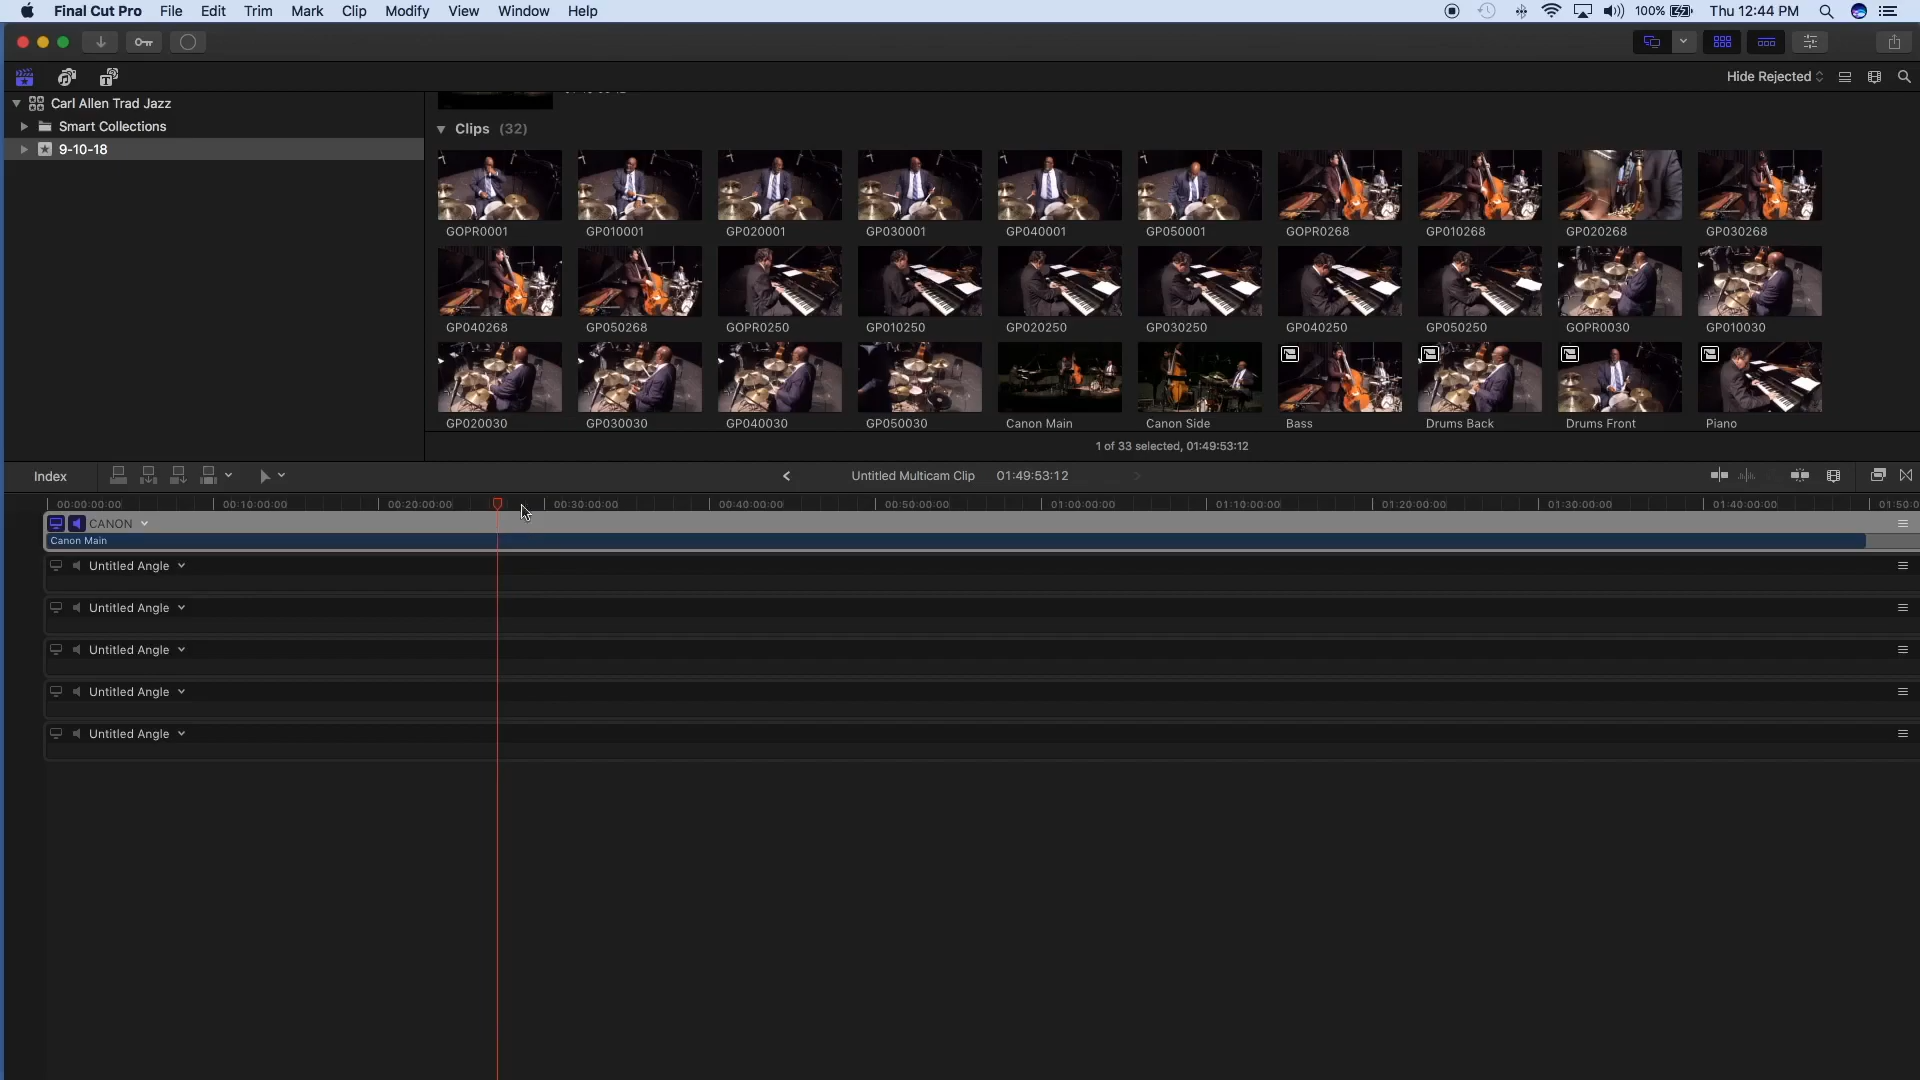 Final Cut Pro File Edit Trim Mark Clip Modify View Window Help 100% Thu 12:44 PM
Hide Rejected
Carl Allen Trad Jazz
Smart Collections
9-10-18
Clips (32)
GOPR0001 GP010001 GP020001 GP030001 GP040001 GP050001 GOPR0268 GP010268 GP020268 GP030268
GP040268 GP050268 GOPR0250 GP010250 GP020250 GP030250 GP040250 GP050250 GOPR0030 GP010030
GP020030 GP030030 GP040030 GP050030 Canon Main Canon Side Bass Drums Back Drums Front Piano
1 of 33 selected, 01:49:53:12
Index Untitled Multicam Clip 01:49:53:12
00:00:00:00 00:10:00:00 00:20:00:00 00:30:00:00 00:40:00:00 00:50:00:00 01:00:00:00 01:10:00:00 01:20:00:00 01:30:00:00 01:40:00:00 01:50:0
CANON
Canon Main
Untitled Angle
Untitled Angle
Untitled Angle
Untitled Angle
Untitled Angle